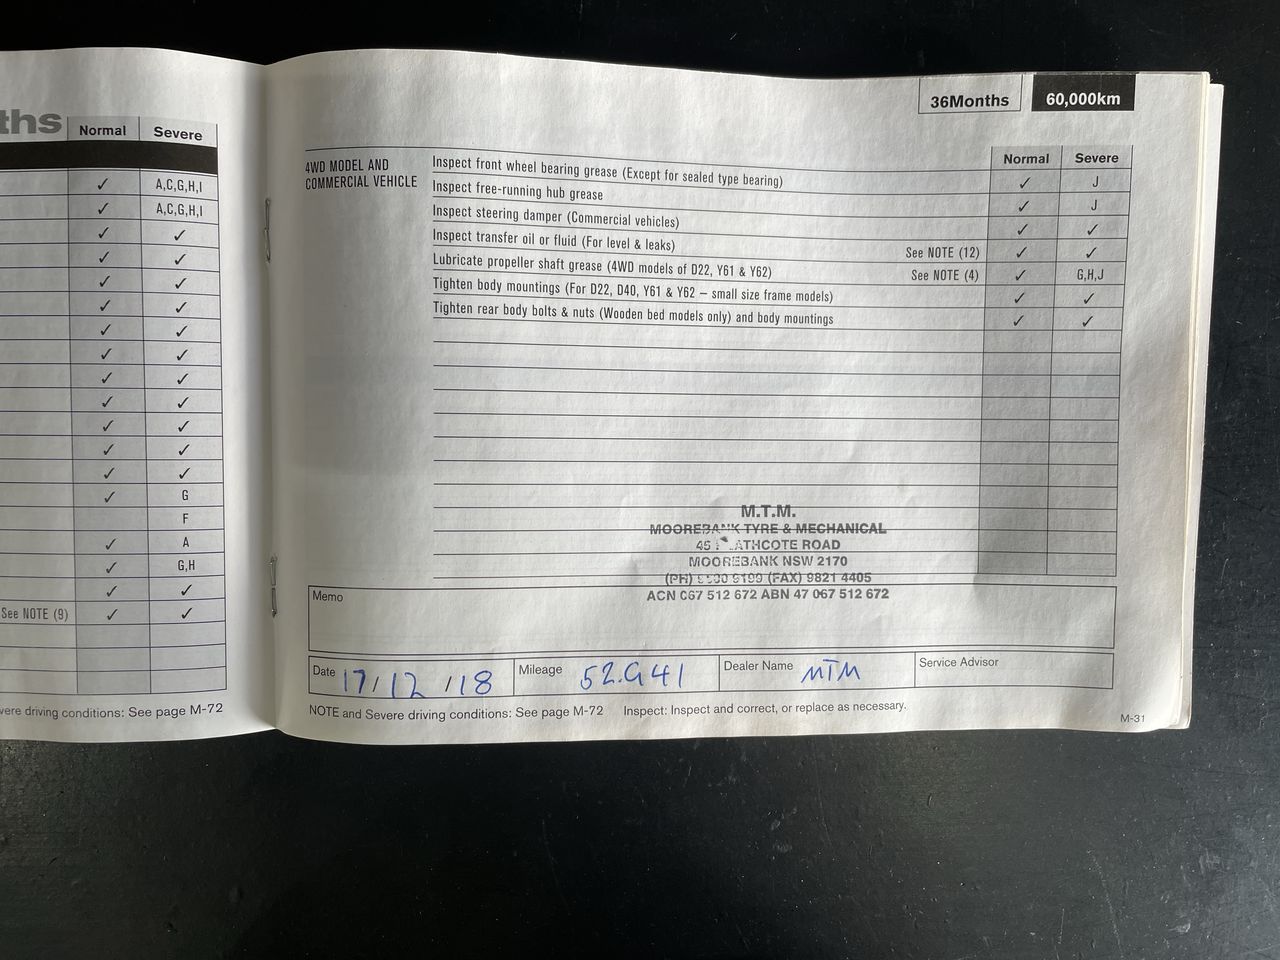 ths
Normal Severe
✓ A,C,G,H,I
✓ A,C,G,H,I
✓ ✓
✓ ✓
✓ ✓
✓ ✓
✓ ✓
✓ ✓
✓ ✓
✓ ✓
✓ ✓
✓ ✓
✓ ✓
✓ G
F
✓ A
✓ G,H
✓ ✓
See NOTE (9) ✓ ✓
vere driving conditions: See page M-72
36Months 60,000km
Normal Severe
4WD MODEL AND
COMMERCIAL VEHICLE
Inspect front wheel bearing grease (Except for sealed type bearing) ✓ J
Inspect free-running hub grease ✓ J
Inspect steering damper (Commercial vehicles) ✓ ✓
Inspect transfer oil or fluid (For level & leaks) See NOTE (12) ✓ ✓
Lubricate propeller shaft grease (4WD models of D22, Y61 & Y62) See NOTE (4) ✓ G,H,J
Tighten body mountings (For D22, D40, Y61 & Y62 – small size frame models) ✓ ✓
Tighten rear body bolts & nuts (Wooden bed models only) and body mountings ✓ ✓
M.T.M.
MOOREBANK TYRE & MECHANICAL
ROAD
MOOREBANK NSW 2170
(PH) (FAX) 9821 4405
ACN 067 512 672 ABN 47 067 512 672
Memo
Date 17/12/18 Mileage Dealer Name MTM Service Advisor
NOTE and Severe driving conditions: See page M-72 Inspect: Inspect and correct, or replace as necessary.
M-31